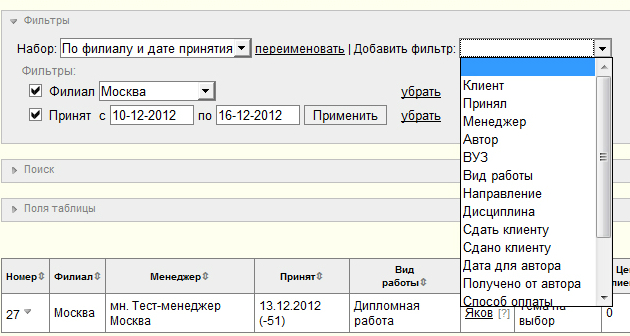 Фильтры
Набор: По филиалу и дате принятия переименовать | Добавить фильтр:
Фильтры:
Филиал Москва убрать
Принят с 10-12-2012 по 16-12-2012 Применить убрать
Клиент
Принял
Менеджер
Автор
ВУЗ
Вид работы
Направление
Дисциплина
Сдать клиенту
Сдано клиенту
Дата для автора
Получено от автора
Способ оплаты
Поиск
Поля таблицы
Номер Филиал Менеджер Принят Вид работы
27 Москва мн. Тест-менеджер Москва 13.12.2012 (-51) Дипломная работа Яков [?] выбор 0